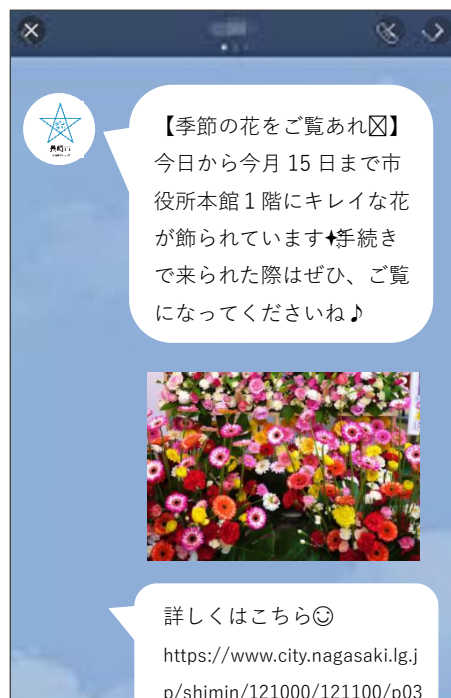 長崎市
【季節の花をご覧あれ☒】
今日から今月 15 日まで市
役所本館１階にキレイな花
が飾られています✨手続き
で来られた際はぜひ、ご覧
になってくださいね♪
詳しくはこちら☺
https://www.city.nagasaki.lg.j
p/shimin/121000/121100/p03